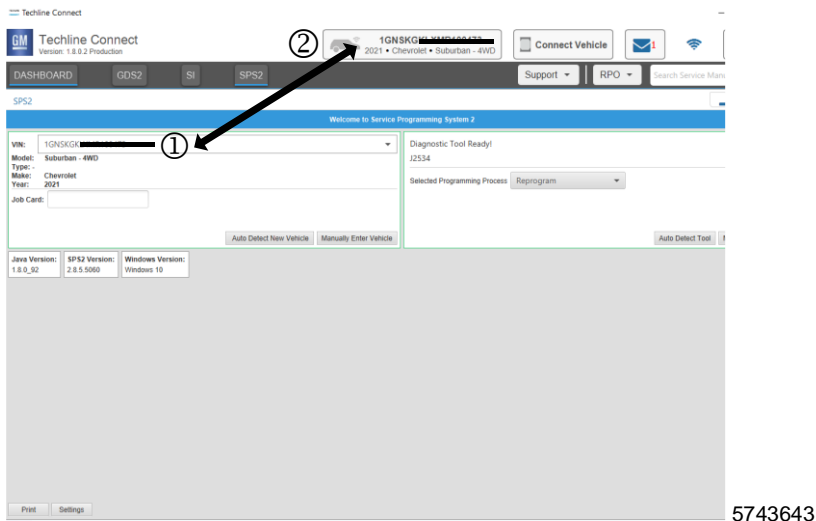 Techline Connect
GM
Techline Connect
Version: 1.8.0.2 Production
②
2021 • Chevrolet • Suburban - 4WD
Connect Vehicle
1
DASHBOARD GDS2 SI SPS2 Support RPO Search Service
SPS2
Welcome to Service Programming System 2
VIN: ①
Model: Suburban - 4WD
Type: -
Make: Chevrolet
Year: 2021
Job Card:
Auto Detect New Vehicle Manually Enter Vehicle
Diagnostic Tool Ready!
J2534
Selected Programming Process Reprogram
Auto Detect Tool
Java Version: SPS2 Version: Windows Version:
1.8.0_92 2.8.5.5060 Windows 10
Print Settings
5743643